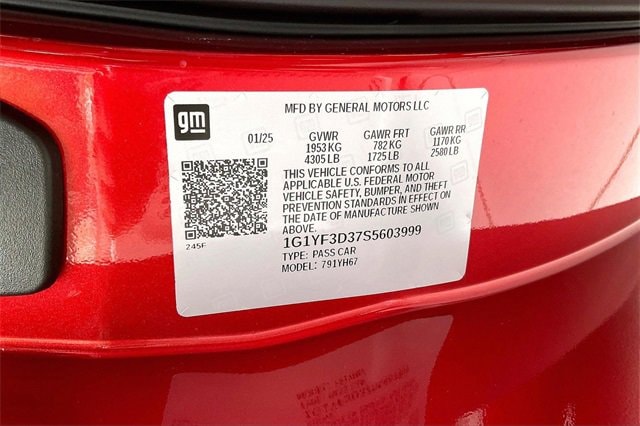 gm
MFD BY GENERAL MOTORS LLC
01/25 GVWR GAWR FRT GAWR RR
1953 KG 782 KG 1170 KG
4305 LB 1725 LB 2580 LB
THIS VEHICLE CONFORMS TO ALL
APPLICABLE U.S. FEDERAL MOTOR
VEHICLE SAFETY, BUMPER, AND THEFT
PREVENTION STANDARDS IN EFFECT ON
THE DATE OF MANUFACTURE SHOWN
ABOVE.
245F
1G1YF3D37S5603999
TYPE: PASS CAR
MODEL: 791YH67